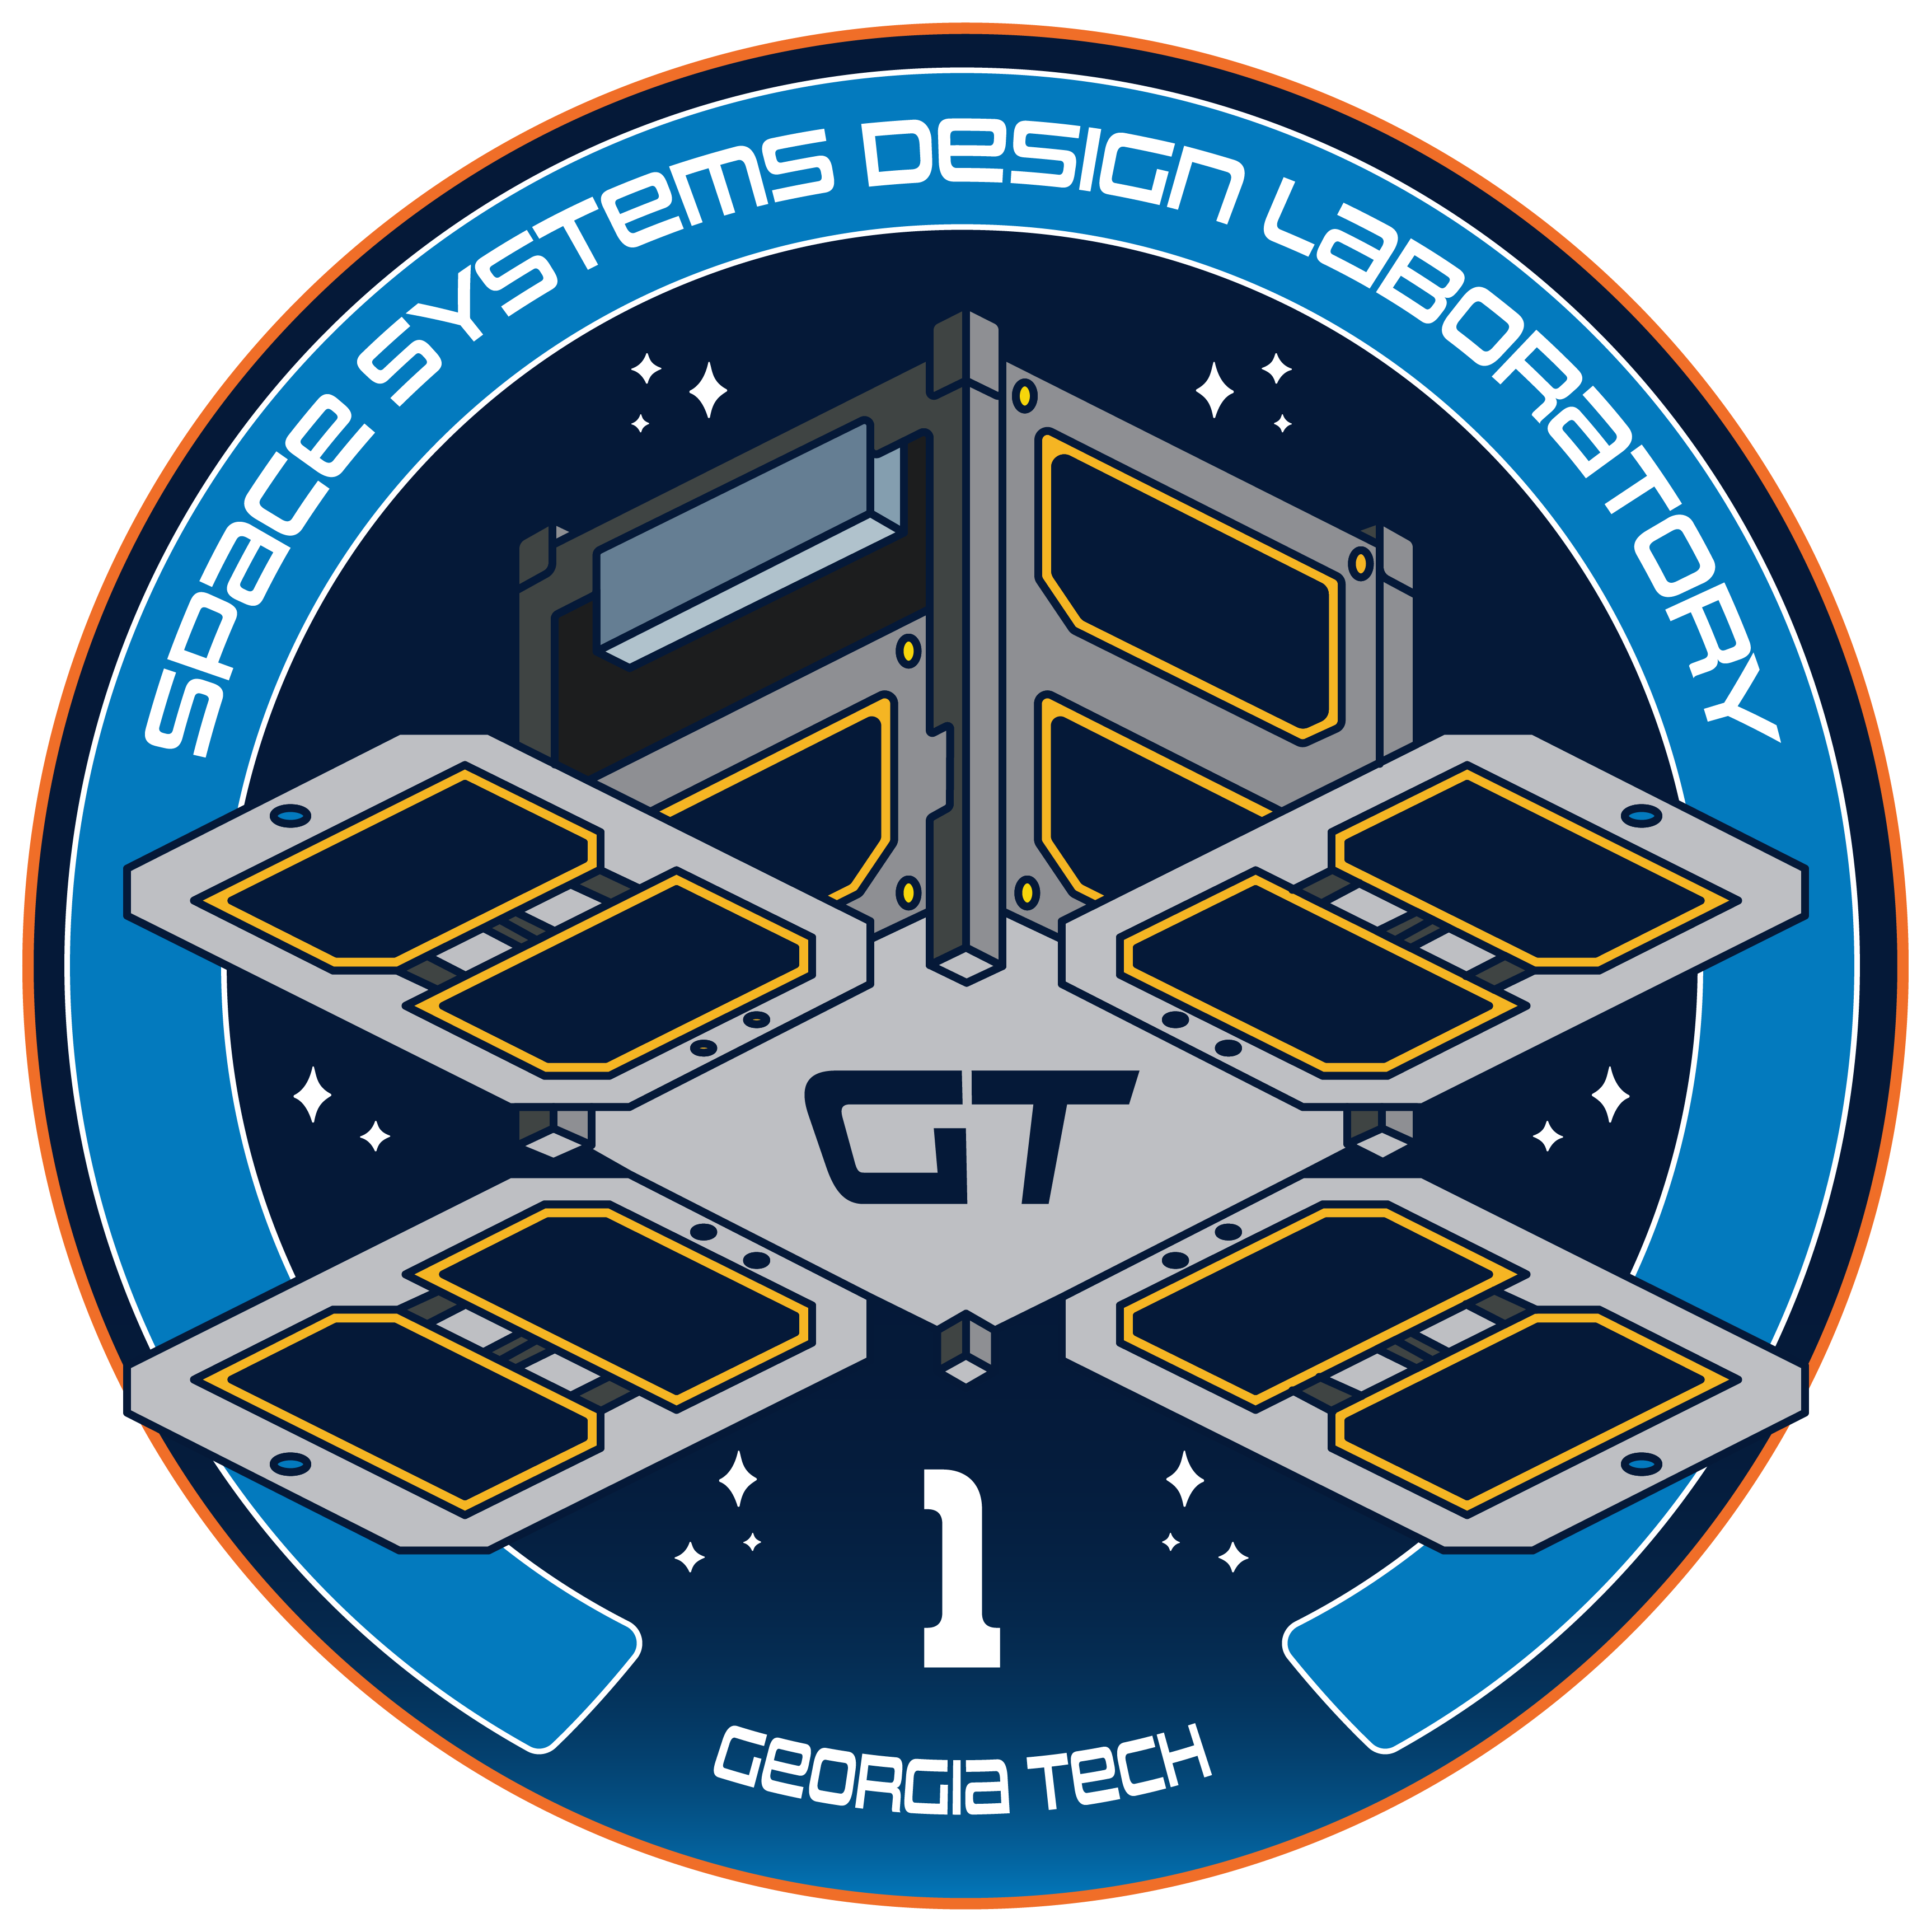 SPaCe SYSTemS DeSIGN LaBORaTORY
GT
1
GeORGIa TeCH